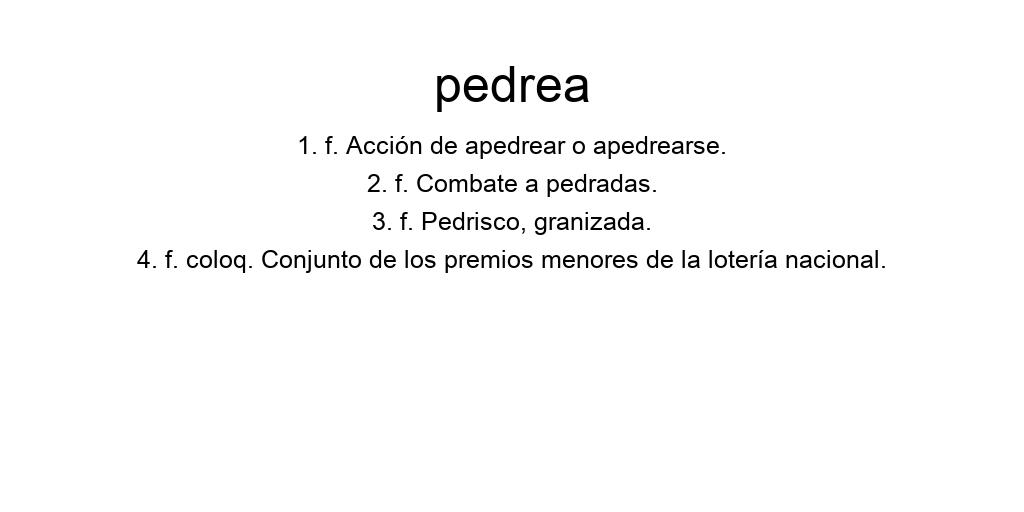 pedrea
1. f. Acción de apedrear o apedrearse.
2. f. Combate a pedradas.
3. f. Pedrisco, granizada.
4. f. coloq. Conjunto de los premios menores de la lotería nacional.